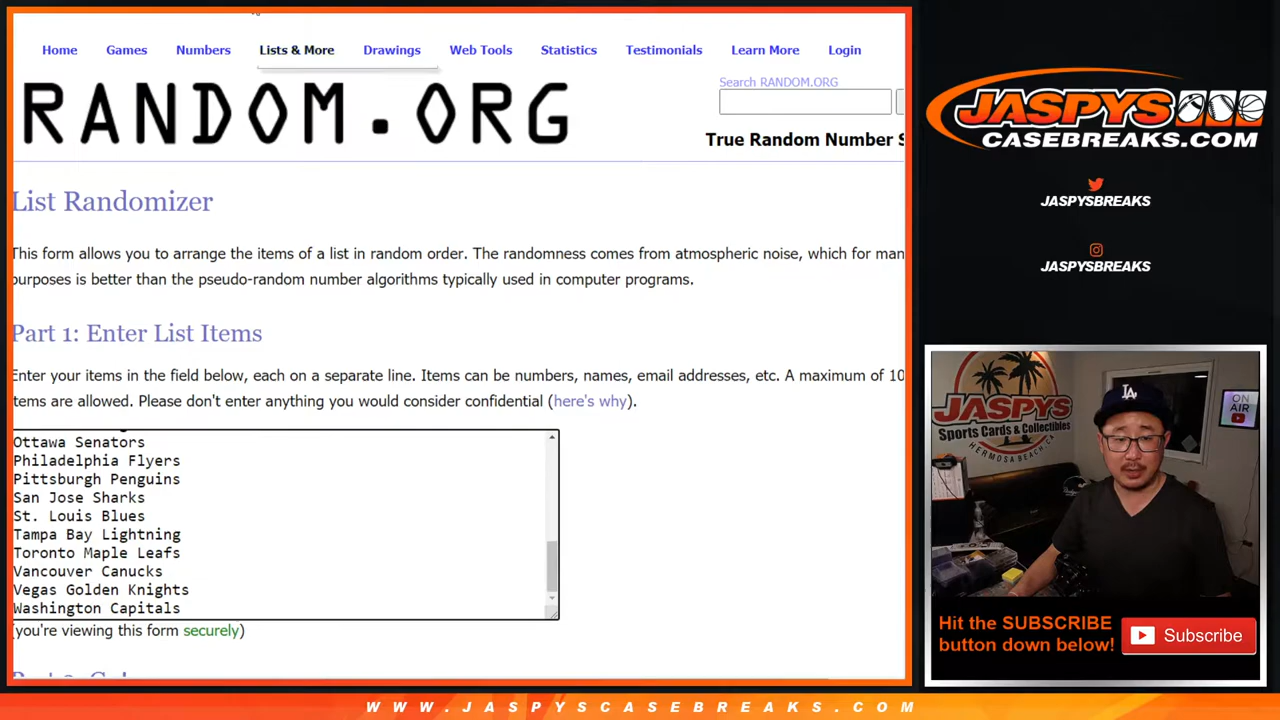 Home Games Numbers Lists & More Drawings Web Tools Statistics Testimonials Learn More Login
RANDOM.ORG
Search RANDOM.ORG
True Random Number S
List Randomizer
This form allows you to arrange the items of a list in random order. The randomness comes from atmospheric noise, which for man
purposes is better than the pseudo-random number algorithms typically used in computer programs.
Part 1: Enter List Items
Enter your items in the field below, each on a separate line. Items can be numbers, names, email addresses, etc. A maximum of 10
items are allowed. Please don't enter anything you would consider confidential (here's why).
Ottawa Senators
Philadelphia Flyers
Pittsburgh Penguins
San Jose Sharks
St. Louis Blues
Tampa Bay Lightning
Toronto Maple Leafs
Vancouver Canucks
Vegas Golden Knights
Washington Capitals
(you're viewing this form securely)
JASPYS
CASEBREAKS.COM
JASPYSBREAKS
JASPYSBREAKS
JASPYS
Sports Cards & Collectibles
HERMOSA BEACH, CA
LA
ON
AIR
Hit the SUBSCRIBE
button down below!
Subscribe
WWW.JASPYSCASEBREAKS.COM